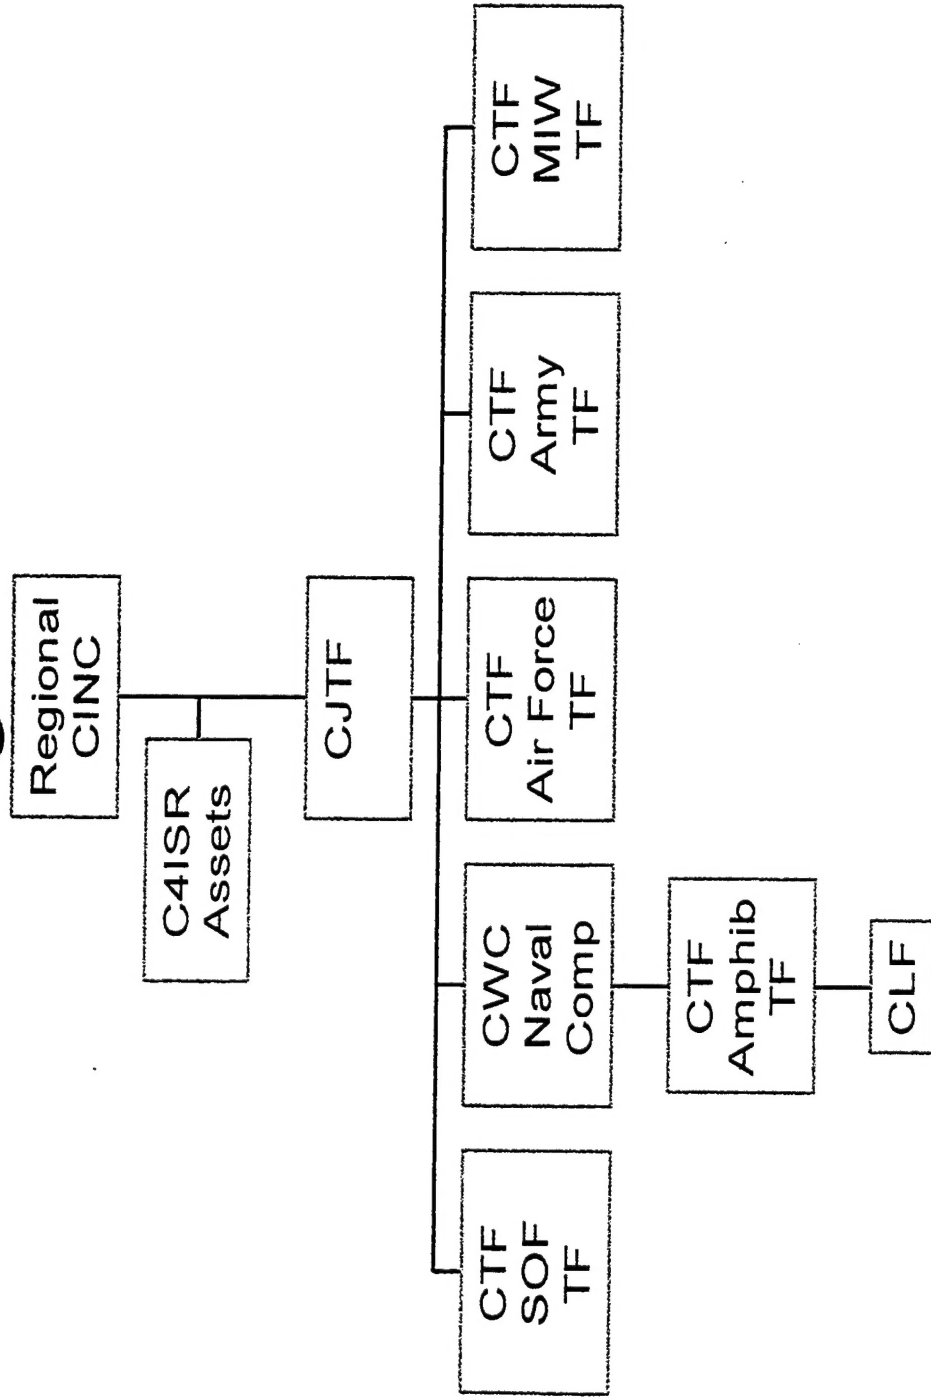 Regional
CINC
C4ISR
Assets
CJTF
CTF
SOF
TF
CWC
Naval
Comp
CTF
Air Force
TF
CTF
Army
TF
CTF
MIW
TF
CTF
Amphib
TF
CLF